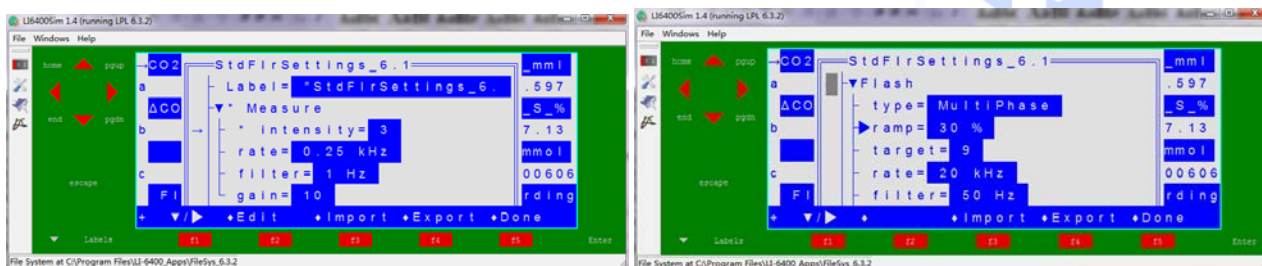 LI6400Sim 1.4 (running LPL 6.3.2)
File Windows Help
home pgup
end pgdn
escape
→CO2 StdFlrSettings_6.1 _mml
a Label= "StdFlrSettings_6. .597
ΔCO ▼* Measure _S_%
b → * intensity= 3 7.13
rate= 0.25 kHz mmol
c filter= 1 Hz 00606
Fl gain= 10 rding
+ ▼/▶ ♦Edit ♦Import ♦Export ♦Done
Labels f1 f2 f3 f4 f5 Enter
File System at C:\Program Files\LI-6400_Apps\FileSys_6.3.2
LI6400Sim 1.4 (running LPL 6.3.2)
File Windows Help
home pgup
end pgdn
escape
→CO2 StdFlrSettings_6.1 _mml
a ▼Flash .597
ΔCO type= MultiPhase _S_%
b ▶ramp= 30 % 7.13
target= 9 mmol
c rate= 20 kHz 00606
Fl filter= 50 Hz rding
+ ▼/▶ ♦ ♦Import ♦Export ♦Done
Labels f1 f2 f3 f4 f5 Enter
File System at C:\Program Files\LI-6400_Apps\FileSys_6.3.2